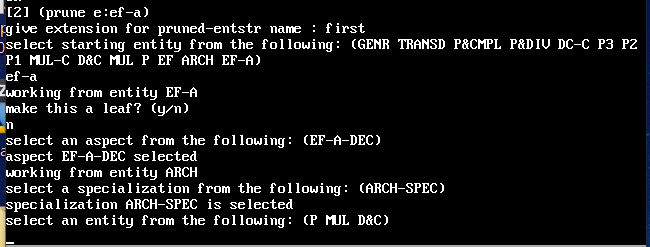 [2] (prune e:ef-a)
give extension for pruned-entstr name : first
select starting entity from the following: (GENR TRANSD P&CMPL P&DIV DC-C P3 P2
P1 MUL-C D&C MUL P EF ARCH EF-A)
ef-a
working from entity EF-A
make this a leaf? (y/n)
n
select an aspect from the following: (EF-A-DEC)
aspect EF-A-DEC selected
working from entity ARCH
select a specialization from the following: (ARCH-SPEC)
specialization ARCH-SPEC is selected
select an entity from the following: (P MUL D&C)